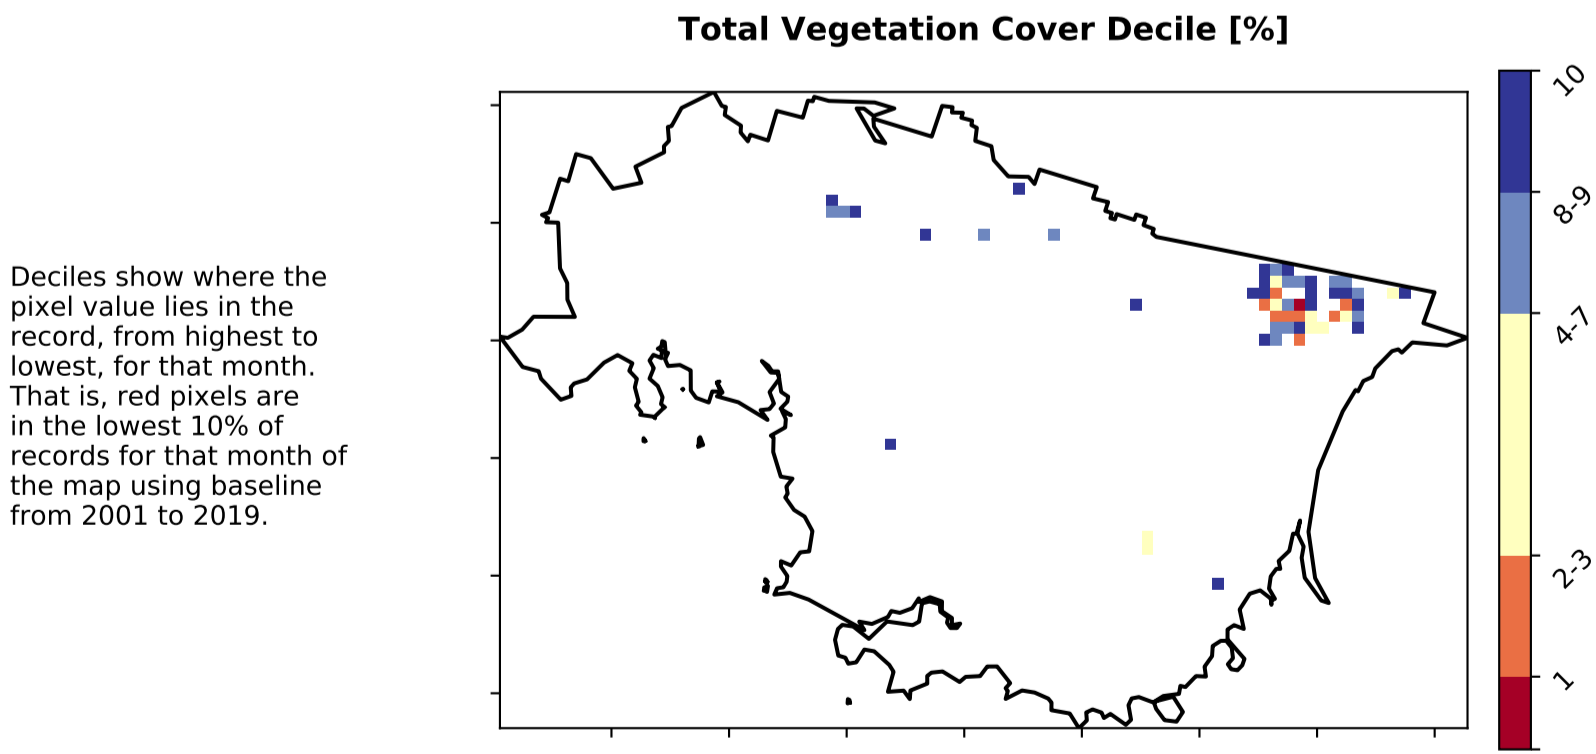 Total Vegetation Cover Decile [%]
Deciles show where the
pixel value lies in the
record, from highest to
lowest, for that month.
That is, red pixels are
in the lowest 10% of
records for that month of
the map using baseline
from 2001 to 2019.
10
8-9
4-7
2-3
1